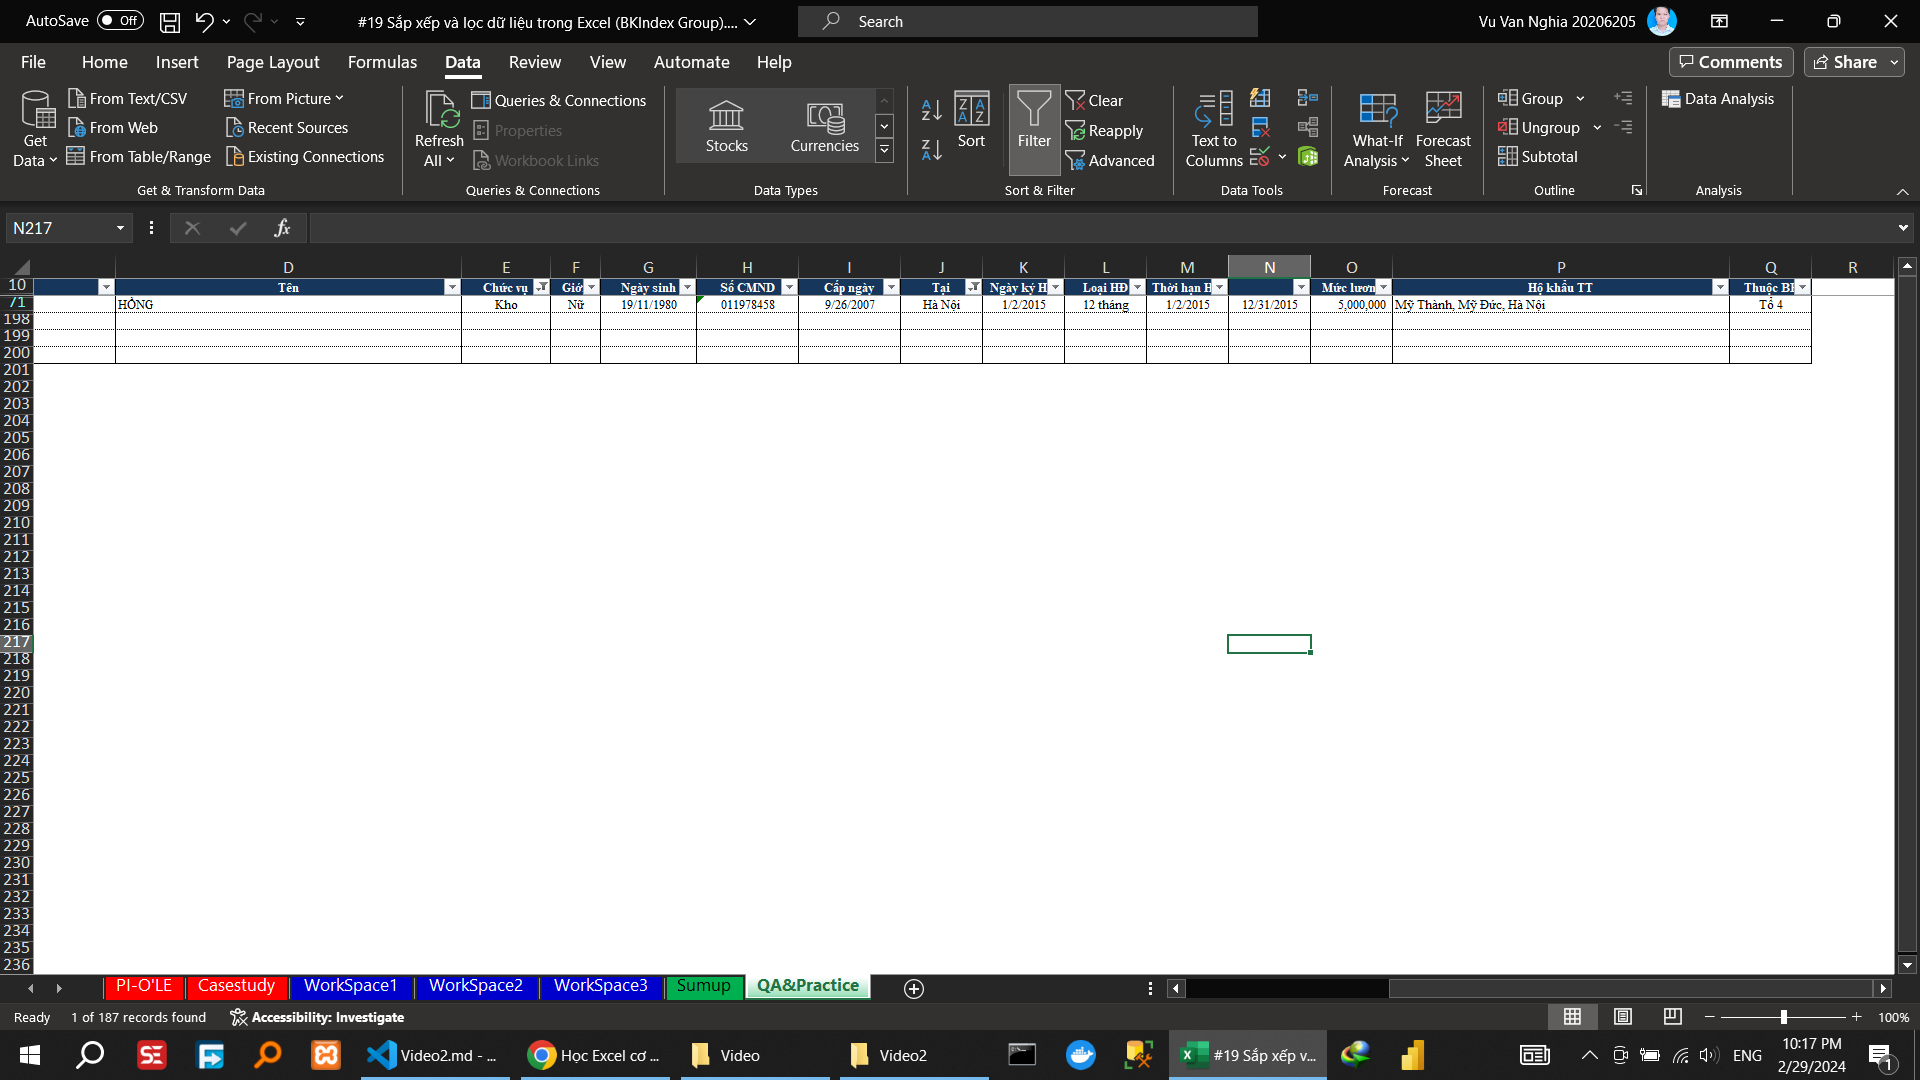 AutoSave Off #19 Sắp xếp và lọc dữ liệu trong Excel (BKIndex Group).... Search Vu Van Nghia 20206205
File Home Insert Page Layout Formulas Data Review View Automate Help Comments Share
Get Data From Text/CSV From Web From Table/Range From Picture Recent Sources Existing Connections
Refresh All Queries & Connections Properties Workbook Links
Stocks Currencies
Sort Filter Clear Reapply Advanced
Text to Columns
What-If Analysis Forecast Sheet
Group Ungroup Subtotal
Data Analysis
Get & Transform Data Queries & Connections Data Types Sort & Filter Data Tools Forecast Outline Analysis
N217 fx
D E F G H I J K L M N O P Q R
10 Tên Chức vụ Giớ Ngày sinh Số CMND Cấp ngày Tại Ngày ký H Loại HĐ Thời hạn H Mức lươn Hộ khẩu TT Thuộc BP
71 HỒNG Kho Nữ 19/11/1980 011978458 9/26/2007 Hà Nội 1/2/2015 12 tháng 1/2/2015 12/31/2015 5,000,000 Mỹ Thành, Mỹ Đức, Hà Nội Tổ 4
198
199
200
201
202
203
204
205
206
207
208
209
210
211
212
213
214
215
216
217
218
219
220
221
222
223
224
225
226
227
228
229
230
231
232
233
234
235
236
PI-O'LE Casestudy WorkSpace1 WorkSpace2 WorkSpace3 Sumup QA&Practice
Ready 1 of 187 records found Accessibility: Investigate 100%
SE Video2.md - ... Học Excel cơ ... Video Video2 #19 Sắp xếp v... ENG 10:17 PM
2/29/2024 1